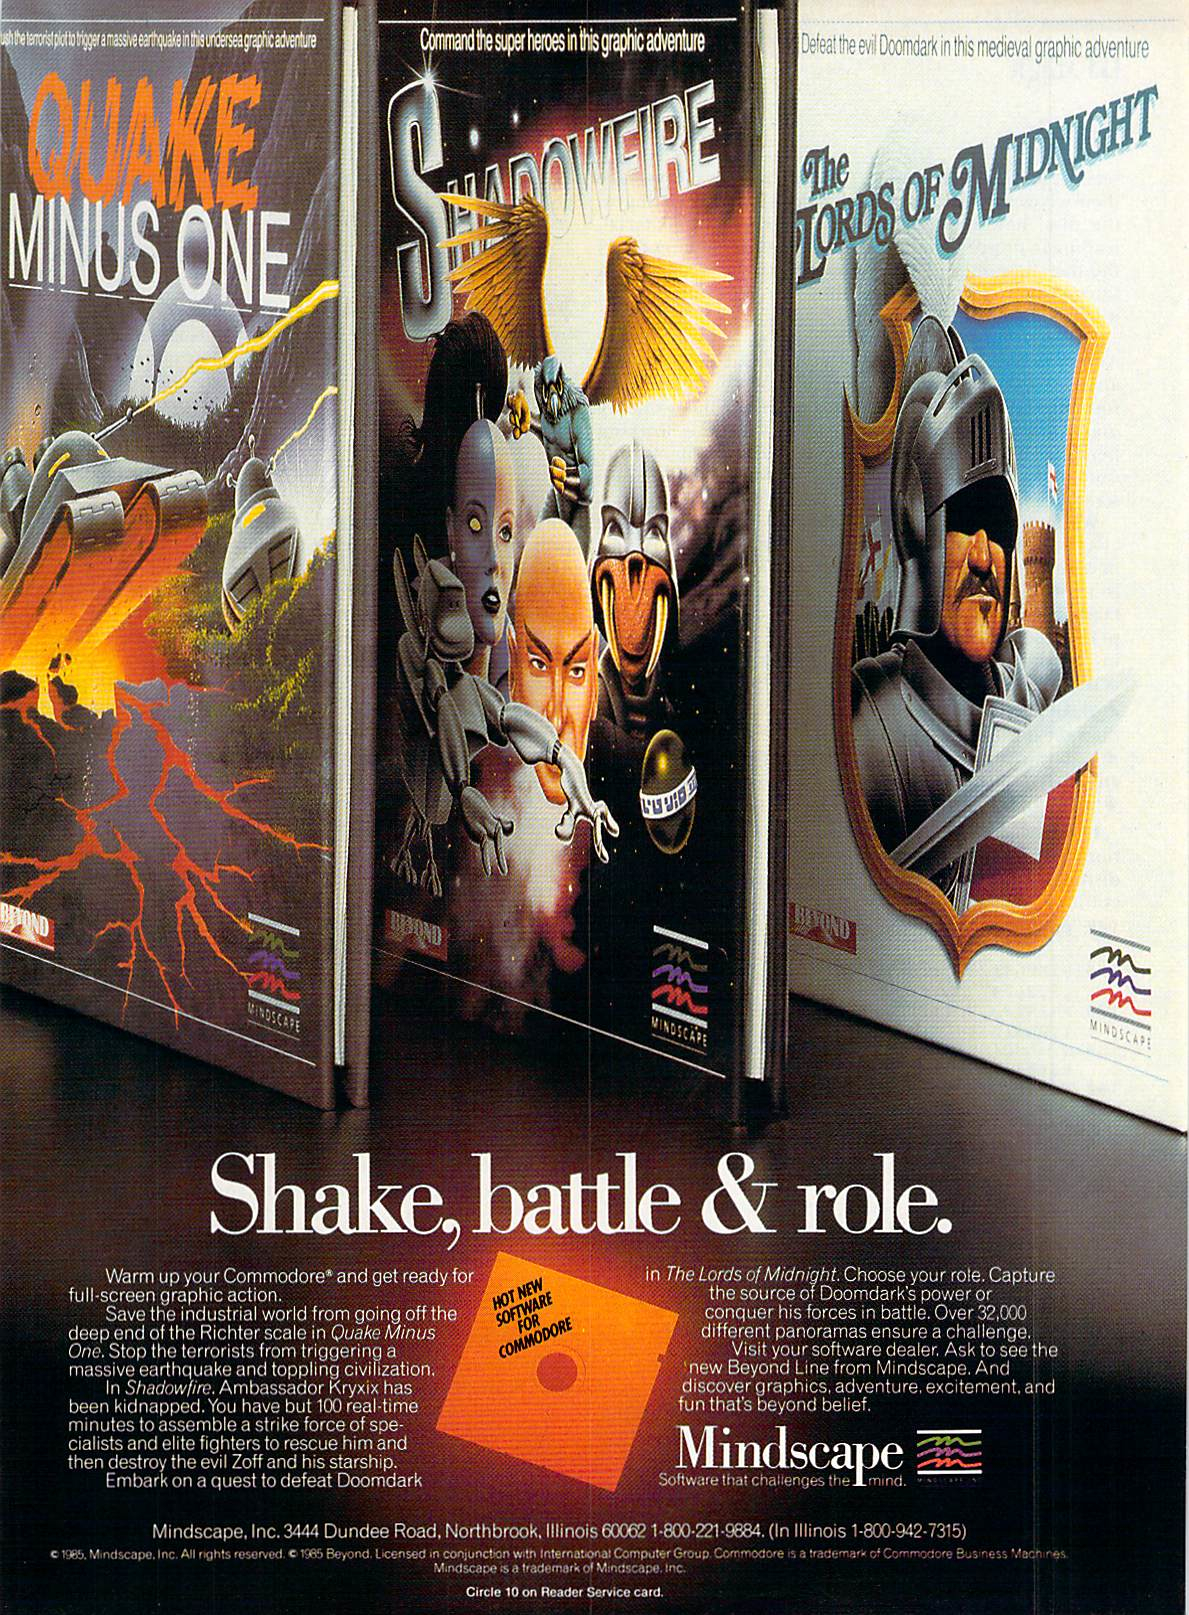 ush the terrorist plot to trigger a massive earthquake in this undersea graphic adventure
QUAKE
MINUS ONE
BEYOND
MINDSCAPE
Command the super heroes in this graphic adventure
SHADOWFIRE
BEYOND
MINDSCAPE
Defeat the evil Doomdark in this medieval graphic adventure
The
LORDS OF MIDNIGHT
BEYOND
MINDSCAPE
Shake, battle & role.
Warm up your Commodore® and get ready for
full-screen graphic action.
Save the industrial world from going off the
deep end of the Richter scale in Quake Minus
One. Stop the terrorists from triggering a
massive earthquake and toppling civilization.
In Shadowfire, Ambassador Kryxix has
been kidnapped. You have but 100 real-time
minutes to assemble a strike force of spe-
cialists and elite fighters to rescue him and
then destroy the evil Zoff and his starship.
Embark on a quest to defeat Doomdark
HOT NEW
SOFTWARE
FOR
COMMODORE
in The Lords of Midnight. Choose your role. Capture
the source of Doomdark's power or
conquer his forces in battle. Over 32,000
different panoramas ensure a challenge.
Visit your software dealer. Ask to see the
new Beyond Line from Mindscape. And
discover graphics, adventure, excitement, and
fun that's beyond belief.
Mindscape
Software that challenges the mind.
Mindscape, Inc. 3444 Dundee Road, Northbrook, Illinois 60062 1-800-221-9884. (In Illinois 1-800-942-7315)
© 1985, Mindscape, Inc. All rights reserved. © 1985 Beyond. Licensed in conjunction with International Computer Group. Commodore is a trademark of Commodore Business Machines.
Mindscape is a trademark of Mindscape, Inc.
Circle 10 on Reader Service card.